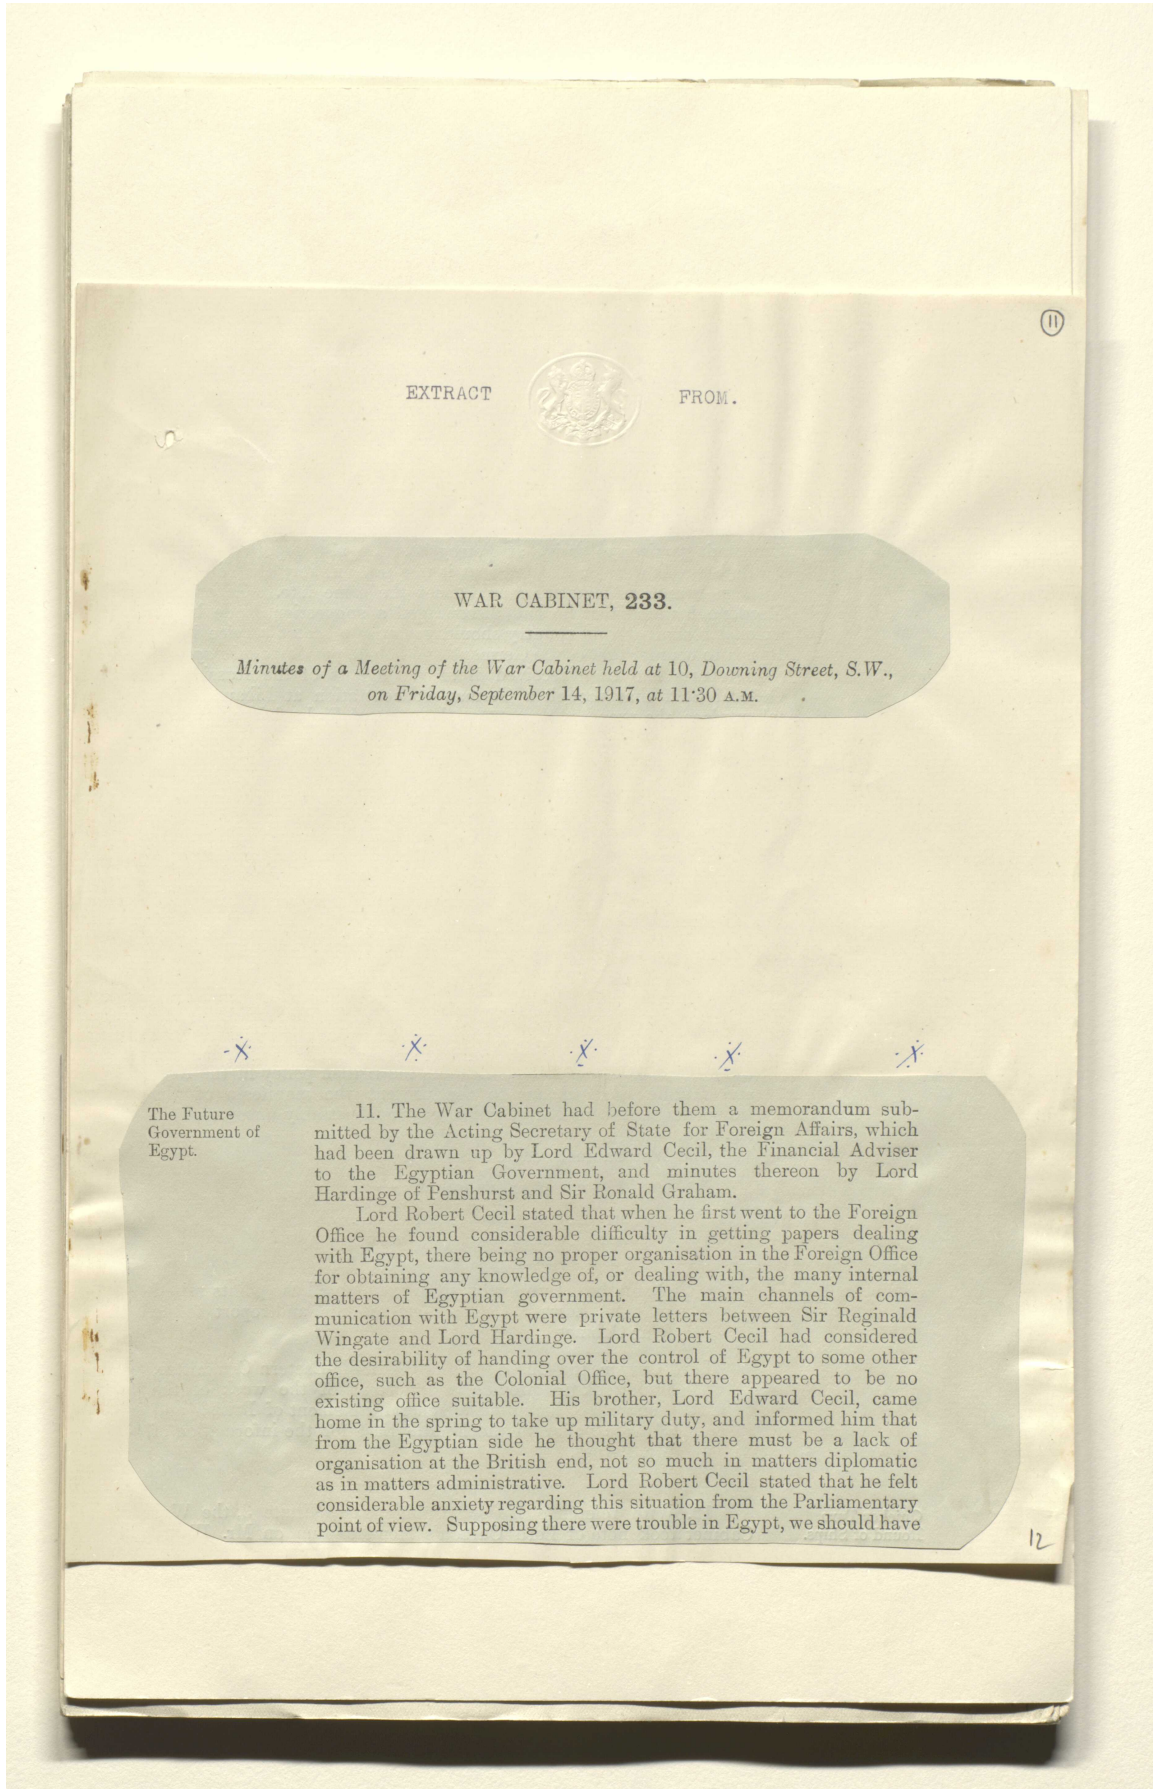 11
EXTRACT FROM.
WAR CABINET, 233.
Minutes of a Meeting of the War Cabinet held at 10, Downing Street, S.W.,
on Friday, September 14, 1917, at 11·30 A.M.
The Future
Government of
Egypt.
11. The War Cabinet had before them a memorandum sub-
mitted by the Acting Secretary of State for Foreign Affairs, which
had been drawn up by Lord Edward Cecil, the Financial Adviser
to the Egyptian Government, and minutes thereon by Lord
Hardinge of Penshurst and Sir Ronald Graham.
Lord Robert Cecil stated that when he first went to the Foreign
Office he found considerable difficulty in getting papers dealing
with Egypt, there being no proper organisation in the Foreign Office
for obtaining any knowledge of, or dealing with, the many internal
matters of Egyptian government. The main channels of com-
munication with Egypt were private letters between Sir Reginald
Wingate and Lord Hardinge. Lord Robert Cecil had considered
the desirability of handing over the control of Egypt to some other
office, such as the Colonial Office, but there appeared to be no
existing office suitable. His brother, Lord Edward Cecil, came
home in the spring to take up military duty, and informed him that
from the Egyptian side he thought that there must be a lack of
organisation at the British end, not so much in matters diplomatic
as in matters administrative. Lord Robert Cecil stated that he felt
considerable anxiety regarding this situation from the Parliamentary
point of view. Supposing there were trouble in Egypt, we should have
12